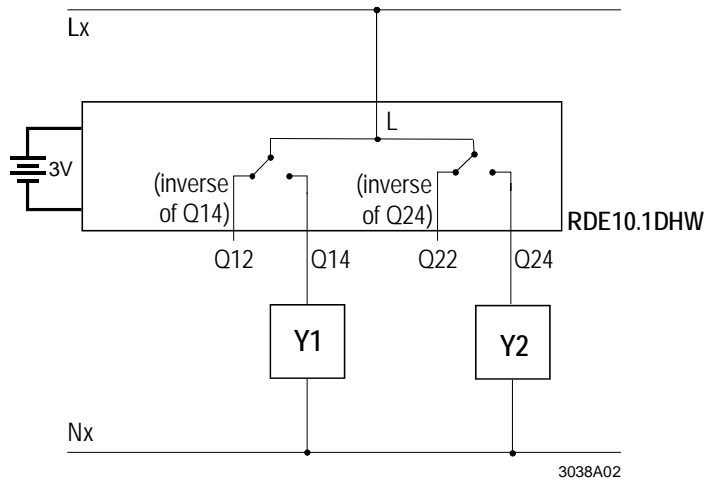 Lx
L
3V
(inverse
of Q14)
(inverse
of Q24)
RDE10.1DHW
Q12
Q14
Q22
Q24
Y1
Y2
Nx
3038A02